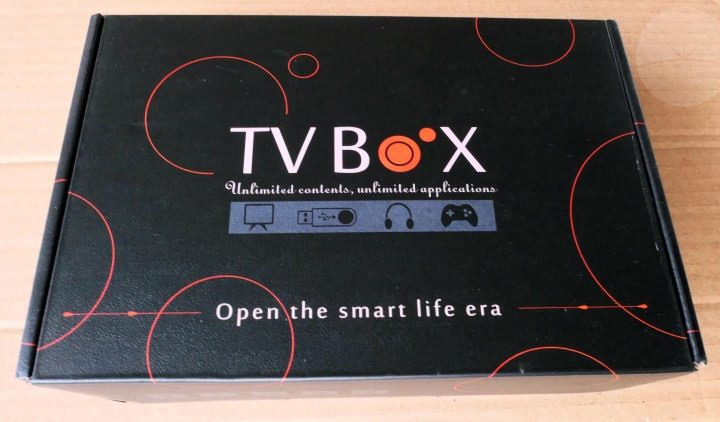 TV BOX
Unlimited contents, unlimited applications
Open the smart life era